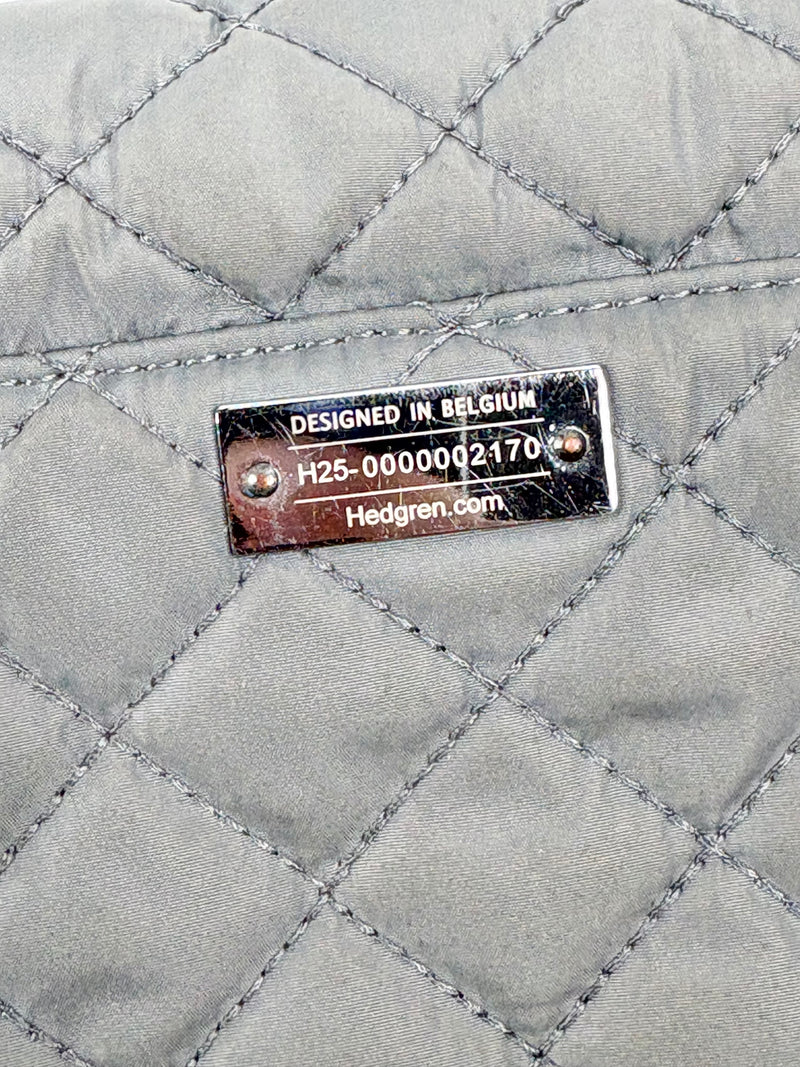 DESIGNED IN BELGIUM
H25-0000002170
Hedgren.com